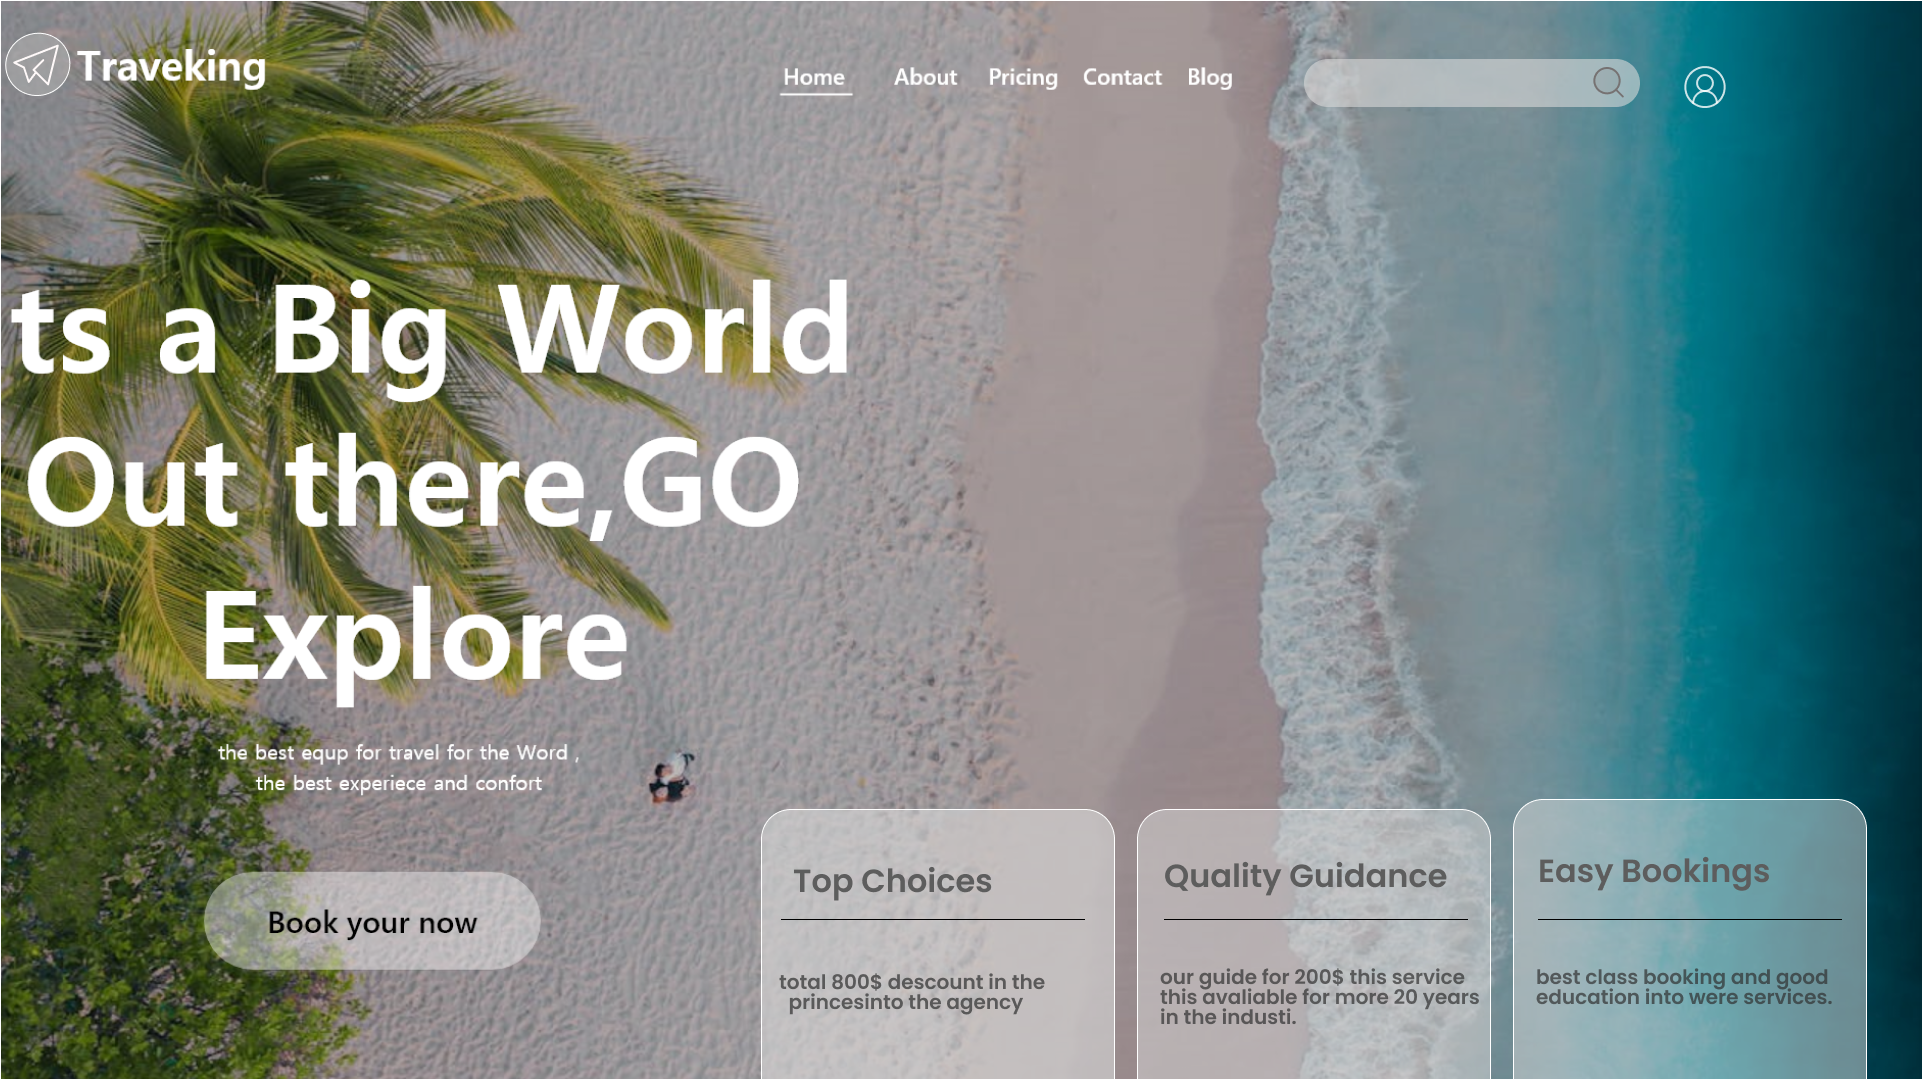 Traveking
Home About Pricing Contact Blog
ts a Big World
Out there,GO
Explore
the best equp for travel for the Word ,
the best experiece and confort
Book your now
Top Choices
total 800$ descount in the
princesinto the agency
Quality Guidance
our guide for 200$ this service
this avaliable for more 20 years
in the industi.
Easy Bookings
best class booking and good
education into were services.